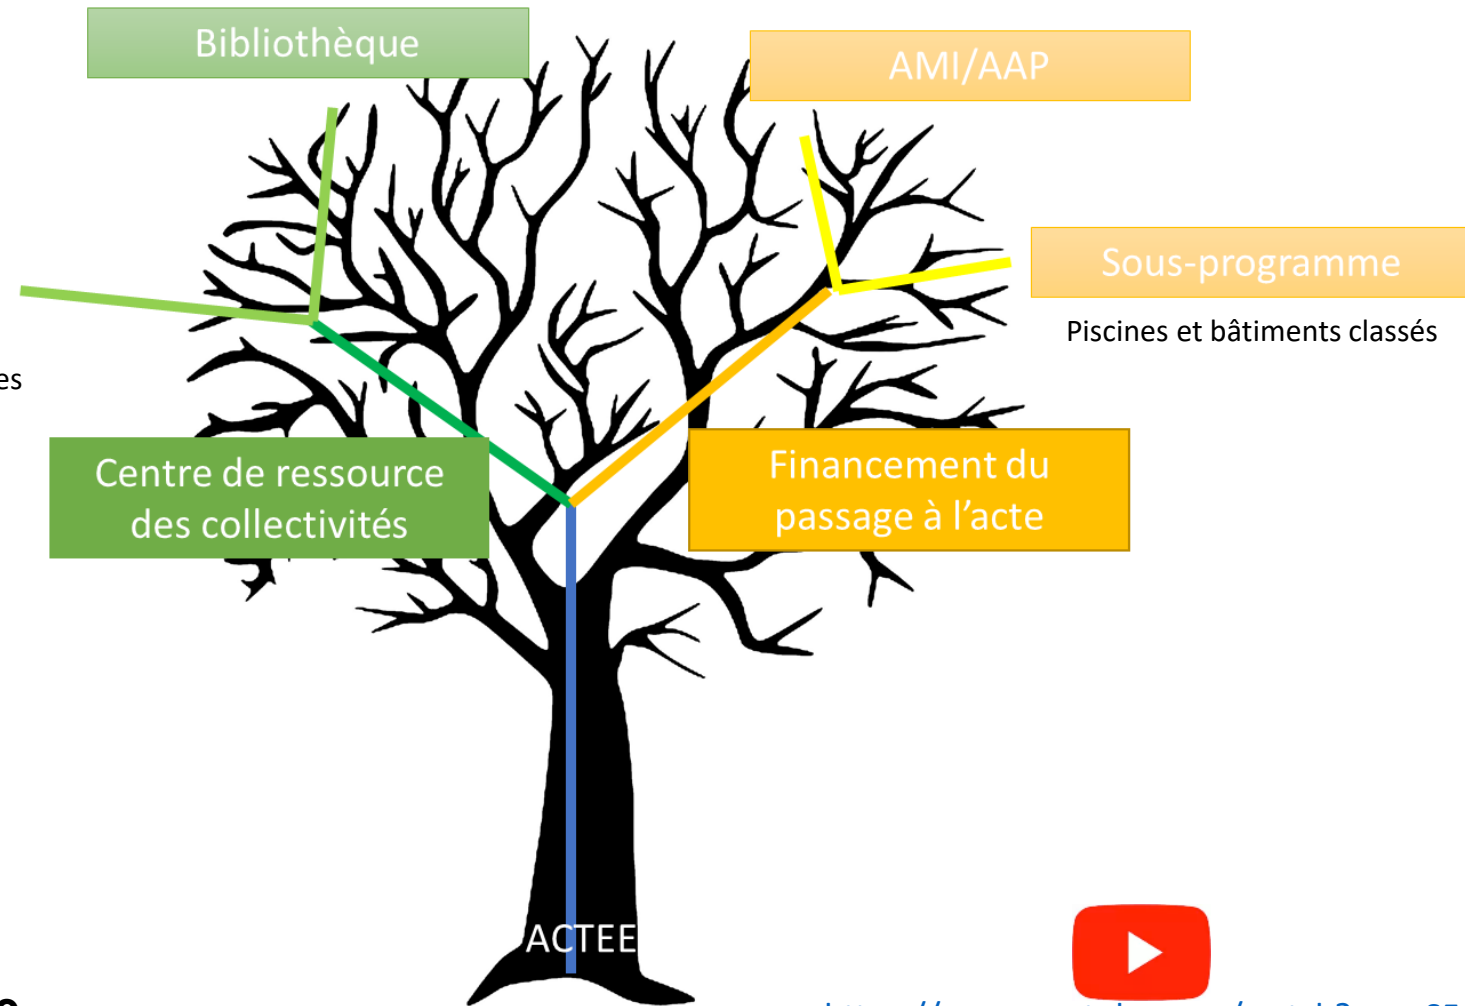 Bibliothèque
AMI/AAP
Sous-programme
Piscines et bâtiments classés
Centre de ressource
des collectivités
Financement du
passage à l'acte
ACTEE